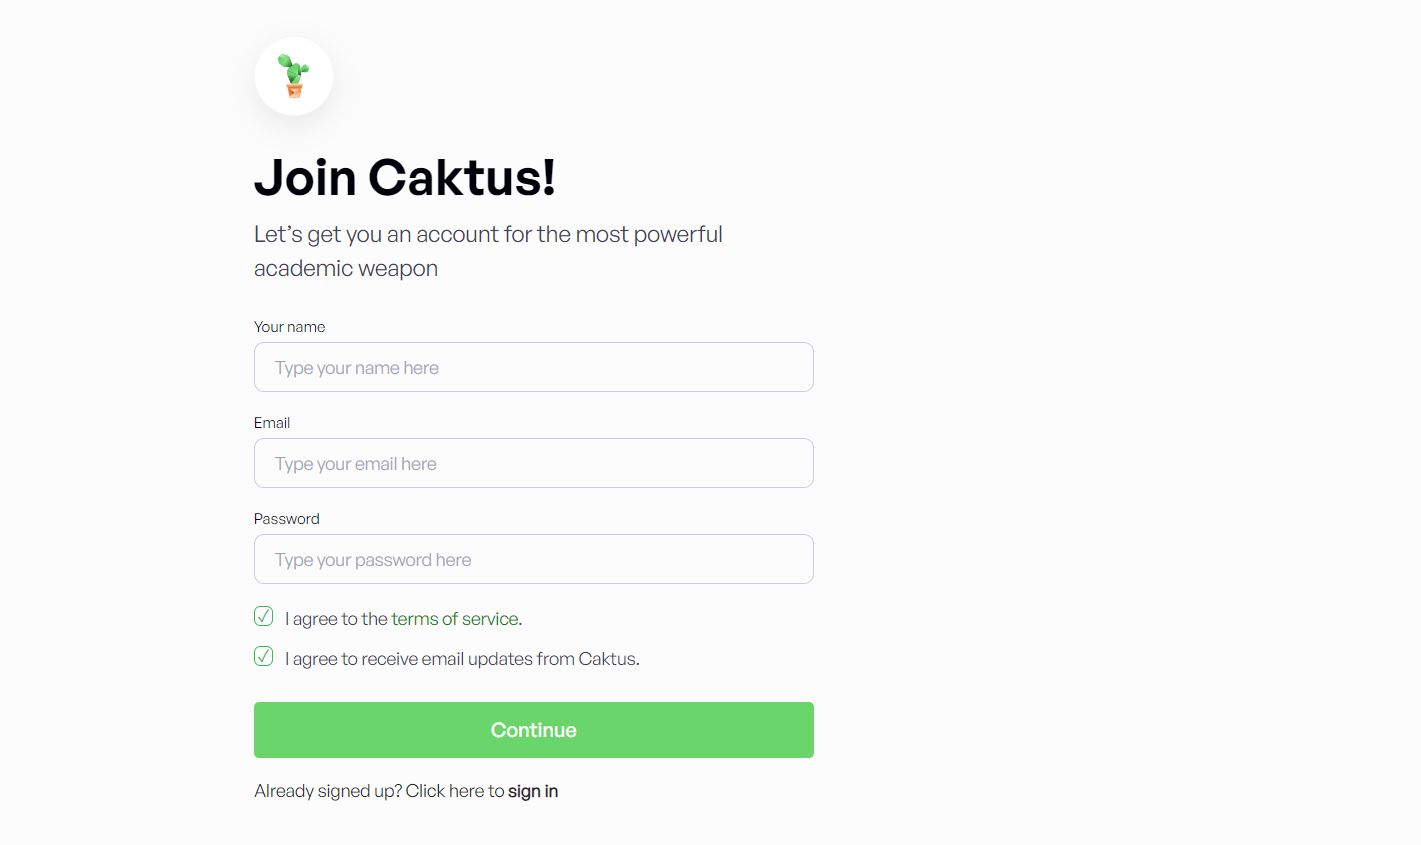 Join Caktus!
Let’s get you an account for the most powerful
academic weapon
Your name
Type your name here
Email
Type your email here
Password
Type your password here
I agree to the terms of service.
I agree to receive email updates from Caktus.
Continue
Already signed up? Click here to sign in